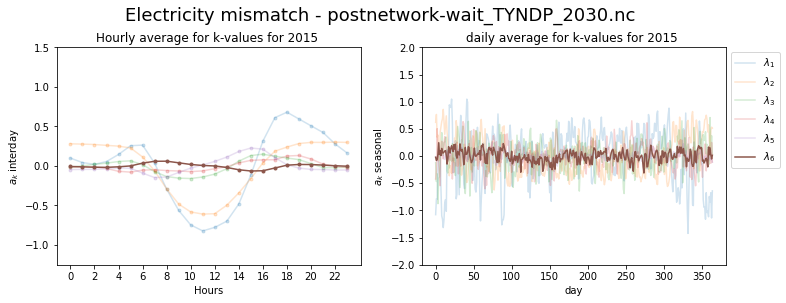 Electricity mismatch - postnetwork-wait_TYNDP_2030.nc
Hourly average for k-values for 2015
1.5
1.0
0.5
0.0
−0.5
−1.0
a_k interday
0 2 4 6 8 10 12 14 16 18 20 22
Hours
daily average for k-values for 2015
2.0
1.5
1.0
0.5
0.0
−0.5
−1.0
−1.5
−2.0
a_k seasonal
0 50 100 150 200 250 300 350
day
λ₁
λ₂
λ₃
λ₄
λ₅
λ₆